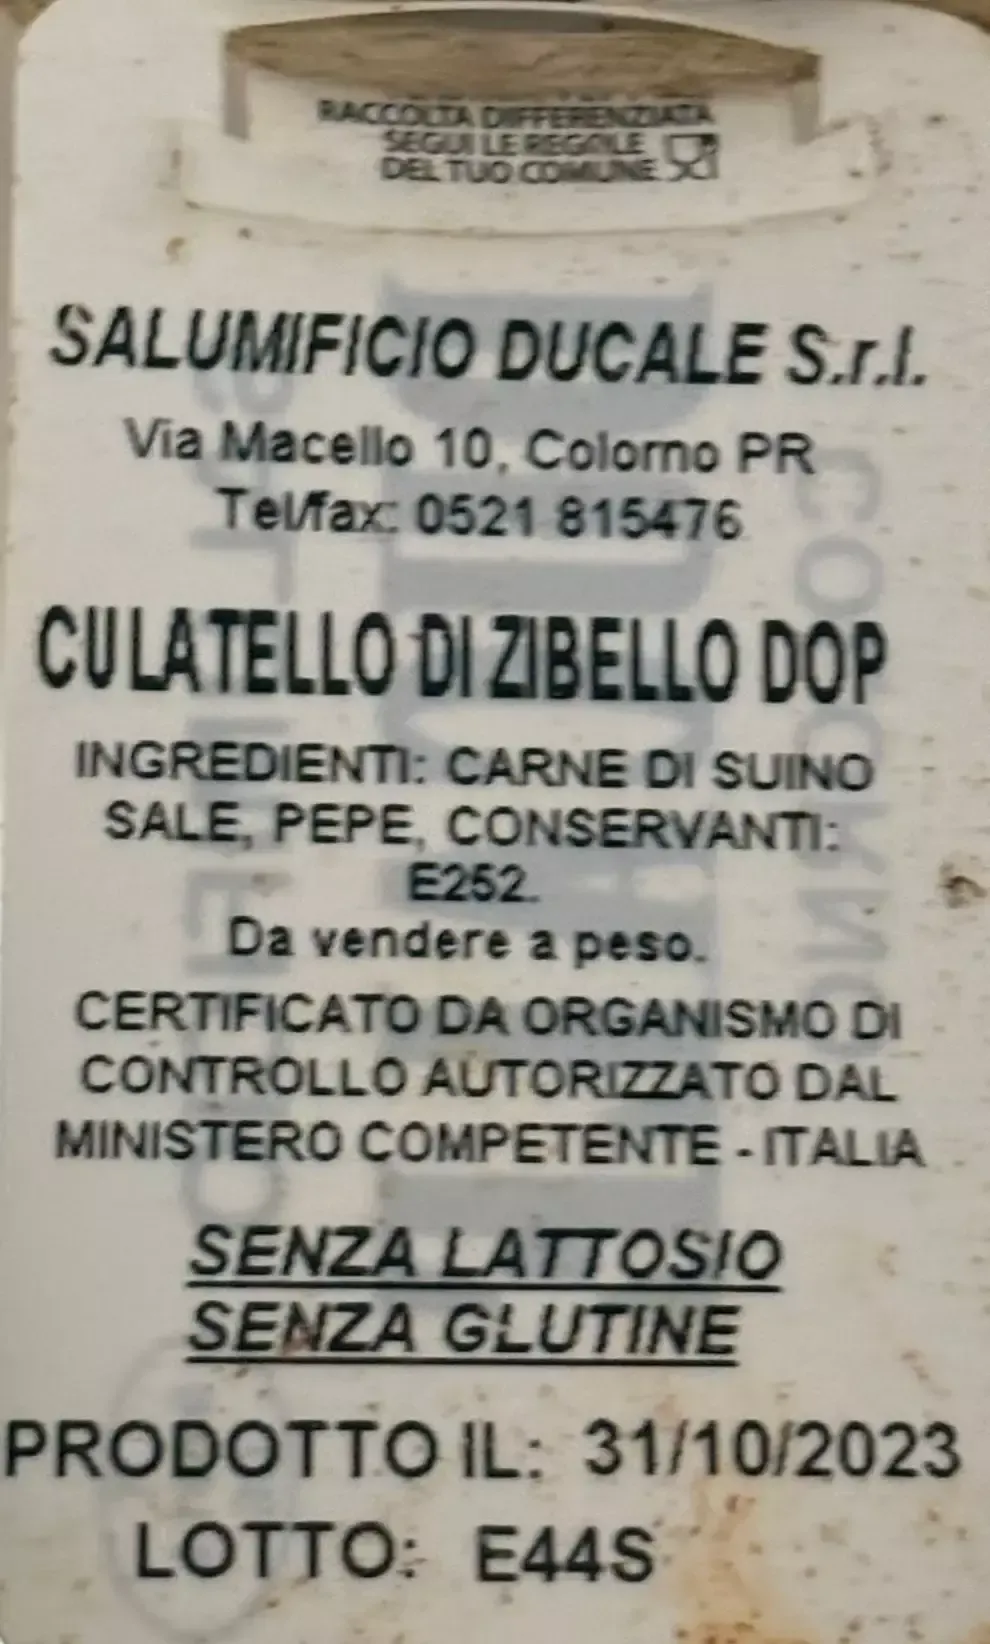 RACCOLTA DIFFERENZIATA
SEGUI LE REGOLE
DEL TUO COMUNE
SALUMIFICIO DUCALE S.r.l.
Via Macello 10, Colorno PR
Tel/fax: 0521 815476
CULATELLO DI ZIBELLO DOP
INGREDIENTI: CARNE DI SUINO
SALE, PEPE, CONSERVANTI:
E252.
Da vendere a peso.
CERTIFICATO DA ORGANISMO DI
CONTROLLO AUTORIZZATO DAL
MINISTERO COMPETENTE - ITALIA
SENZA LATTOSIO
SENZA GLUTINE
PRODOTTO IL: 31/10/2023
LOTTO: E44S